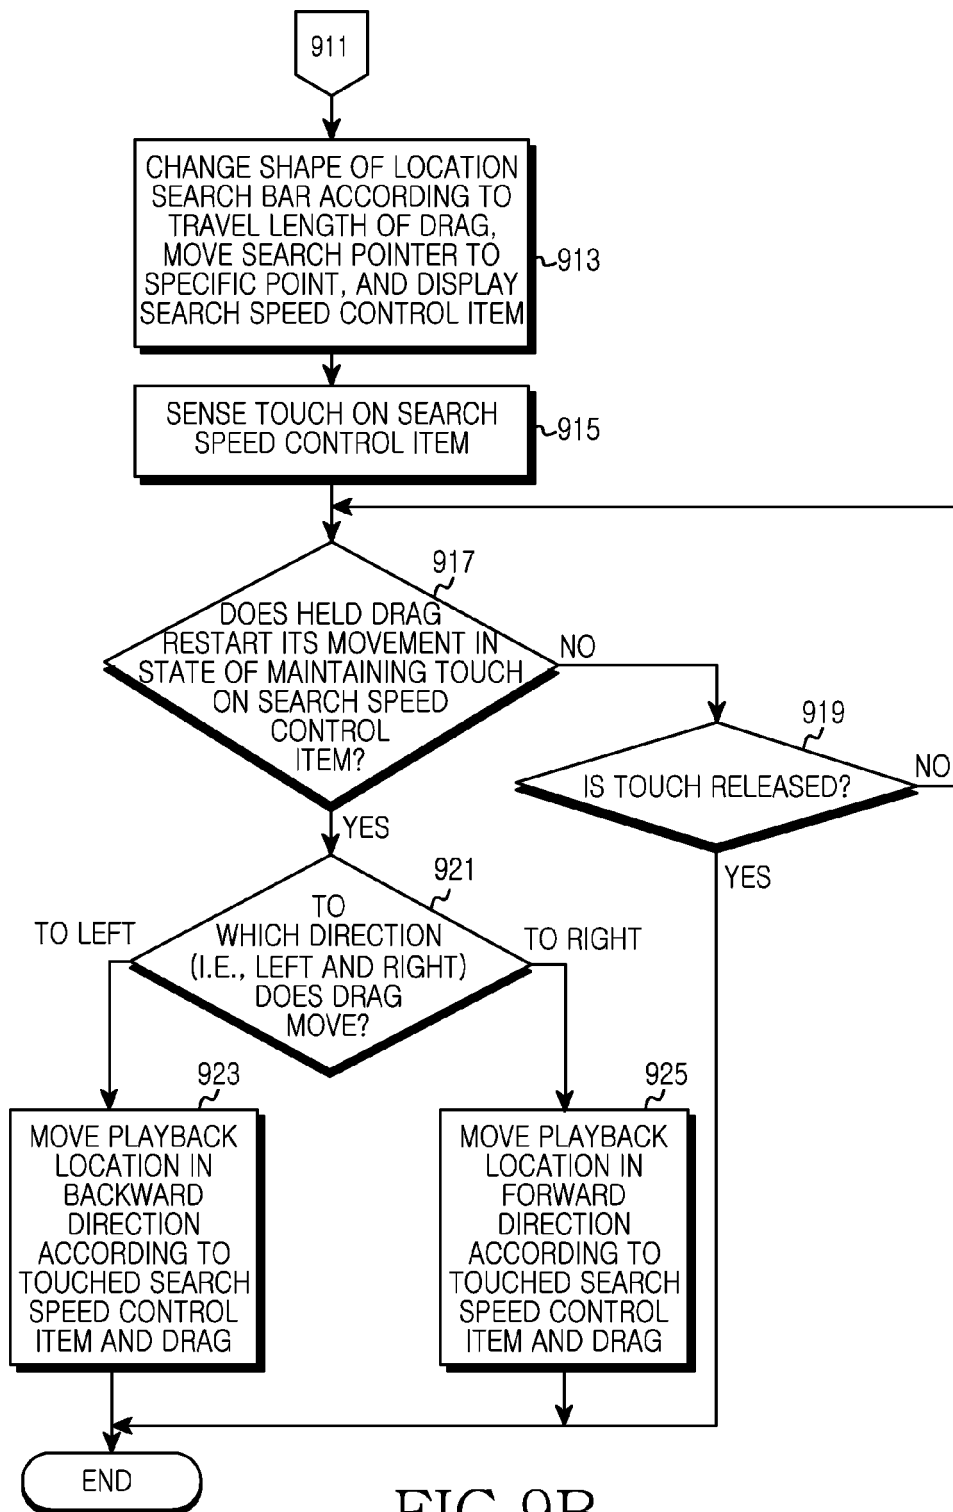 911
CHANGE SHAPE OF LOCATION
SEARCH BAR ACCORDING TO
TRAVEL LENGTH OF DRAG,
MOVE SEARCH POINTER TO
SPECIFIC POINT, AND DISPLAY
SEARCH SPEED CONTROL ITEM
913
SENSE TOUCH ON SEARCH
SPEED CONTROL ITEM
915
917
DOES HELD DRAG
RESTART ITS MOVEMENT IN
STATE OF MAINTAINING TOUCH
ON SEARCH SPEED
CONTROL
ITEM?
NO
919
IS TOUCH RELEASED?
NO
YES
YES
921
TO
WHICH DIRECTION
(I.E., LEFT AND RIGHT)
DOES DRAG
MOVE?
TO LEFT
TO RIGHT
923
MOVE PLAYBACK
LOCATION IN
BACKWARD
DIRECTION
ACCORDING TO
TOUCHED SEARCH
SPEED CONTROL
ITEM AND DRAG
925
MOVE PLAYBACK
LOCATION IN
FORWARD
DIRECTION
ACCORDING TO
TOUCHED SEARCH
SPEED CONTROL
ITEM AND DRAG
END
FIG.9B